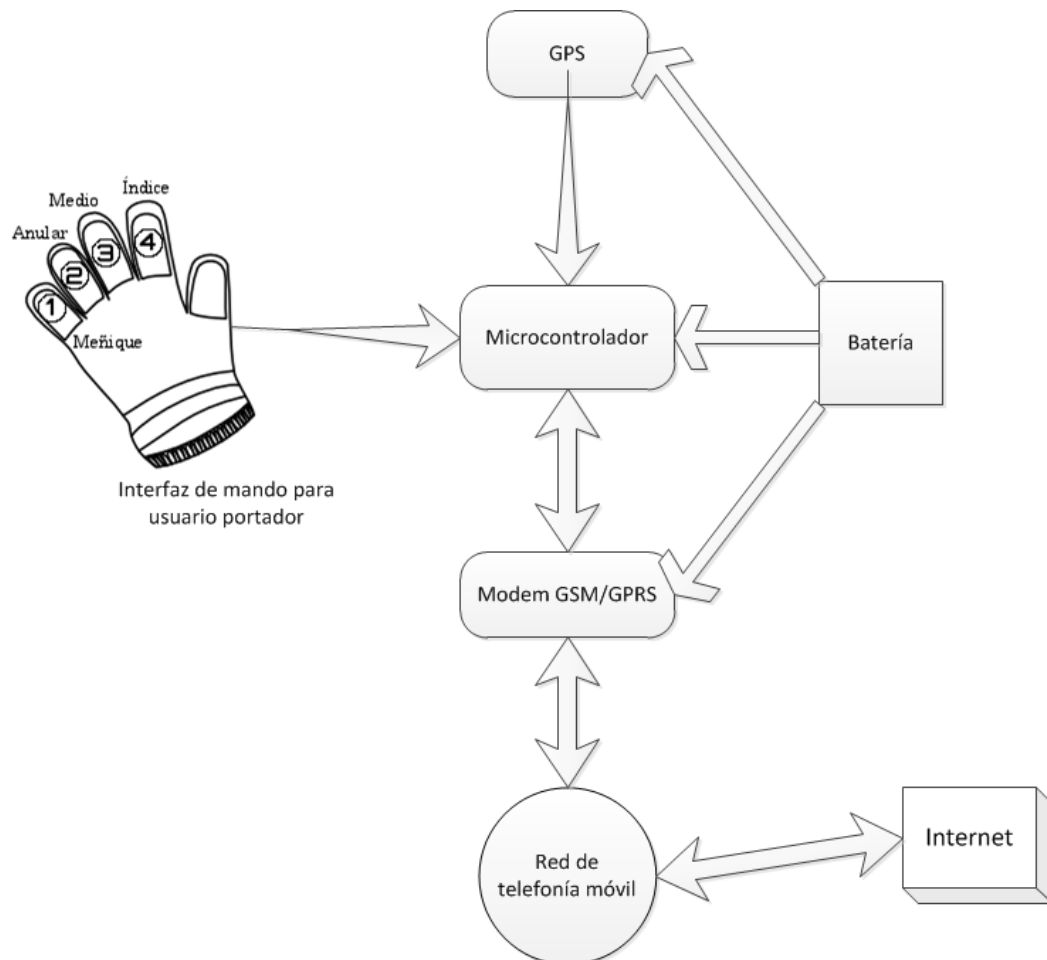 GPS
Índice
Medio
Anular
4
3
2
1
Meñique
Microcontrolador
Batería
Interfaz de mando para
usuario portador
Modem GSM/GPRS
Internet
Red de
telefonía móvil